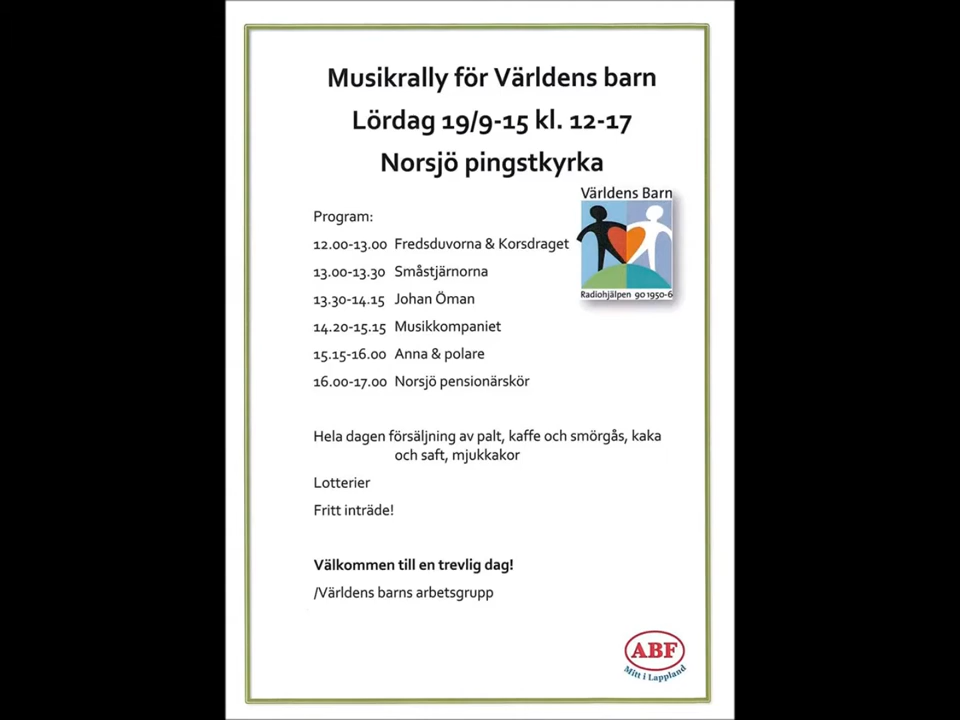 Musikrally för Världens barn
Lördag 19/9-15 kl. 12-17
Norsjö pingstkyrka
Världens Barn
Radiohjälpen 90 1950-6
Program:
12.00-13.00 Fredsduvorna & Korsdraget
13.00-13.30 Småstjärnorna
13.30-14.15 Johan Öman
14.20-15.15 Musikkompaniet
15.15-16.00 Anna & polare
16.00-17.00 Norsjö pensionärskör
Hela dagen försäljning av palt, kaffe och smörgås, kaka
och saft, mjukkakor
Lotterier
Fritt inträde!
Välkommen till en trevlig dag!
/Världens barns arbetsgrupp
ABF
Mitt i Lappland